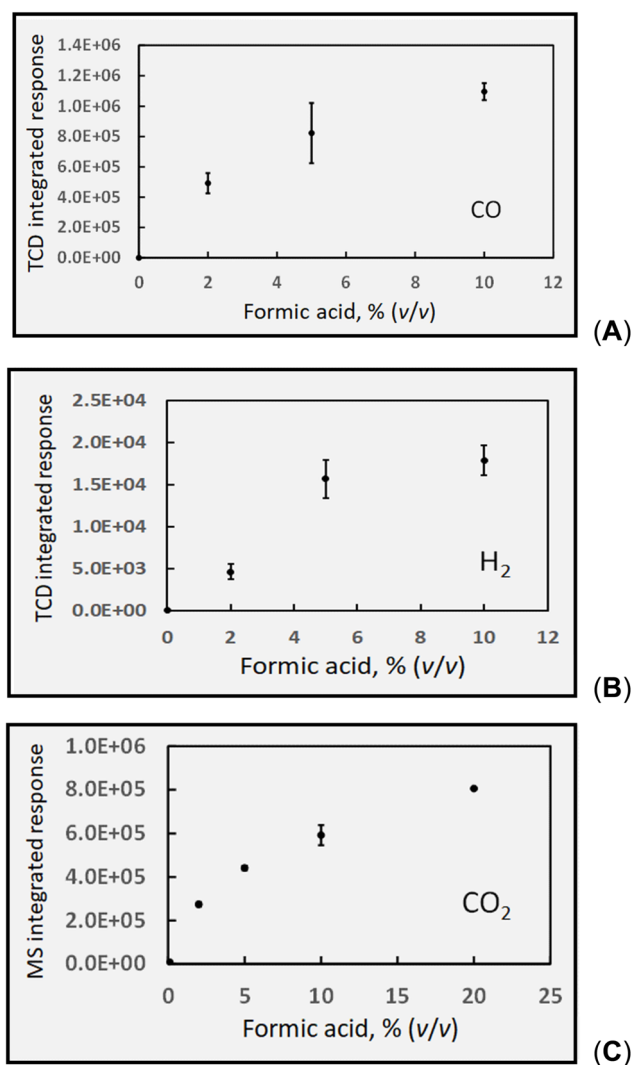 1.4E+06
1.2E+06
1.0E+06
8.0E+05
6.0E+05
4.0E+05
2.0E+05
0.0E+00
TCD integrated response
CO
0 2 4 6 8 10 12
Formic acid, % (v/v)
(A)
2.5E+04
2.0E+04
1.5E+04
1.0E+04
5.0E+03
0.0E+00
TCD integrated response
H₂
0 2 4 6 8 10 12
Formic acid, % (v/v)
(B)
1.0E+06
8.0E+05
6.0E+05
4.0E+05
2.0E+05
0.0E+00
MS integrated response
CO₂
0 5 10 15 20 25
Formic acid, % (v/v)
(C)